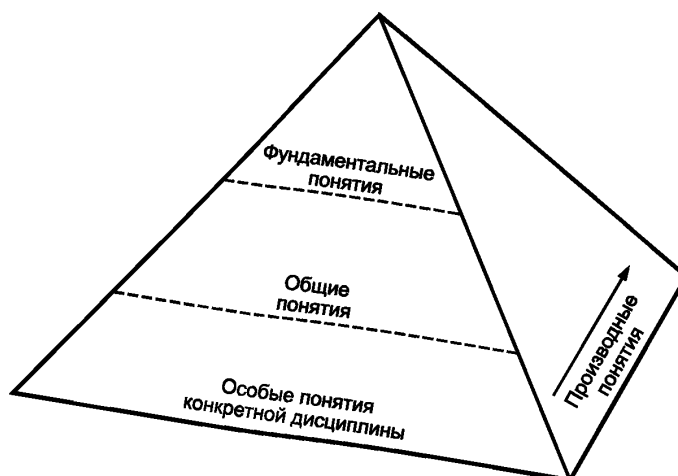 Фундаментальные
понятия
Общие
понятия
Особые понятия
конкретной дисциплины
Производные
понятия